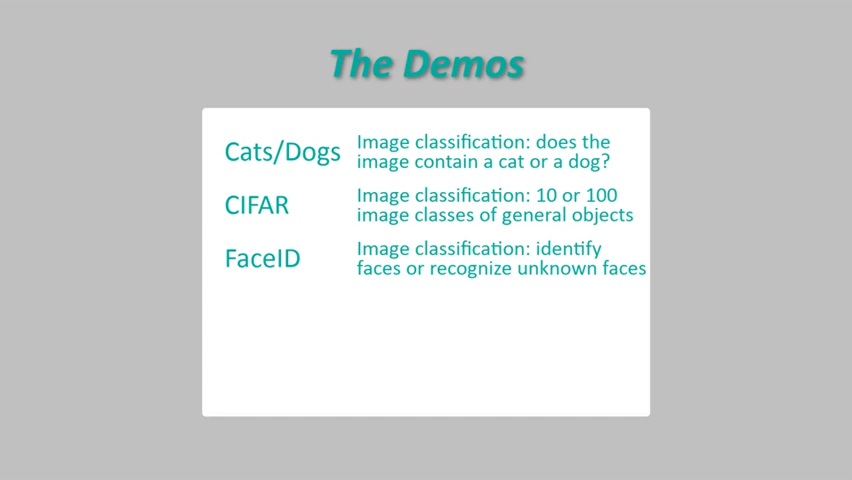 The Demos
Cats/Dogs
Image classification: does the
image contain a cat or a dog?
CIFAR
Image classification: 10 or 100
image classes of general objects
FaceID
Image classification: identify
faces or recognize unknown faces